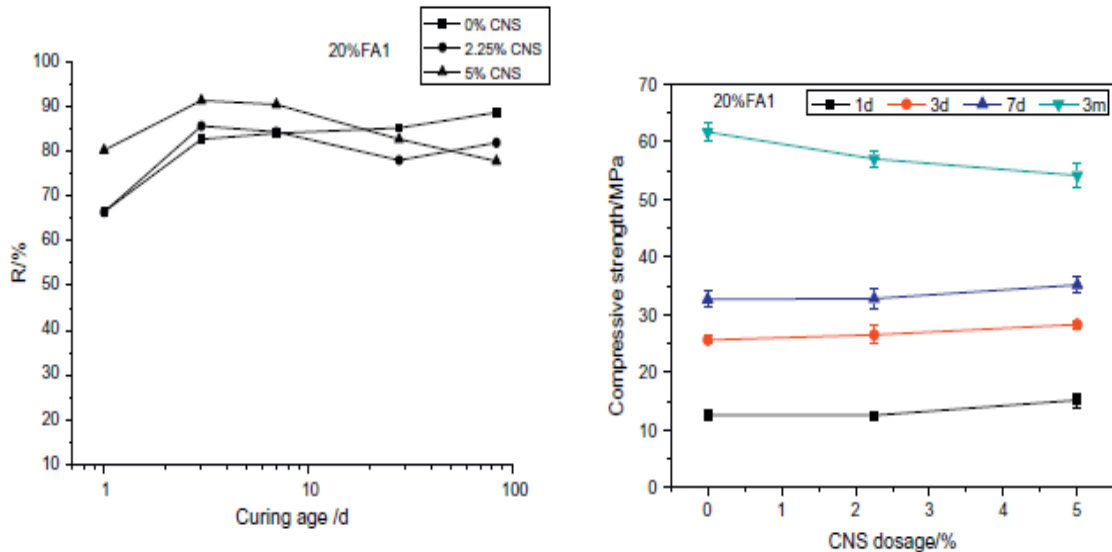 20%FA1
0% CNS
2.25% CNS
5% CNS
100
90
80
70
60
50
40
30
20
10
1
10
100
R/%
Curing age /d
20%FA1
1d
3d
7d
3m
70
60
50
40
30
20
10
0
0
1
2
3
4
5
Compressive strength/MPa
CNS dosage/%